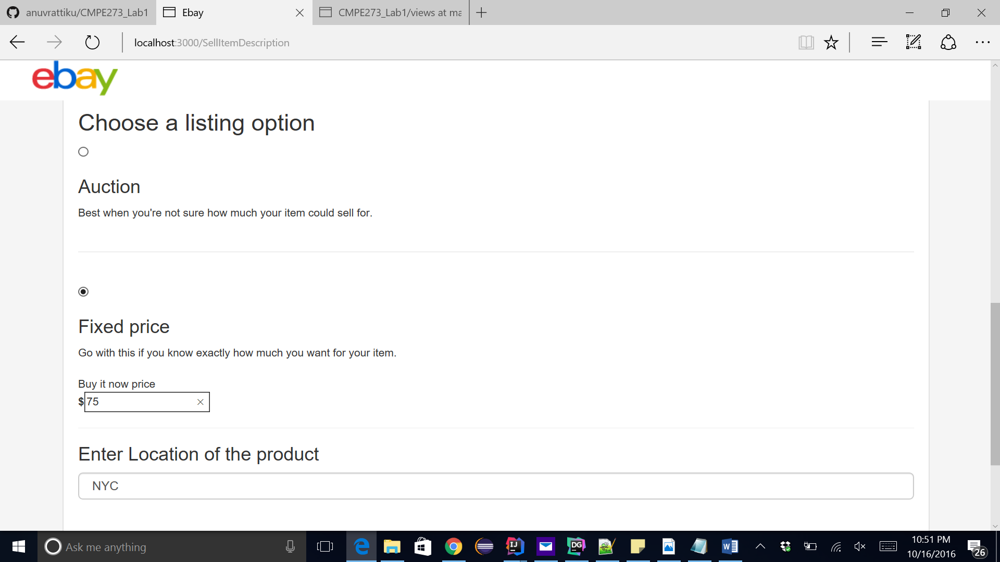 anuvrattiku/CMPE273_Lab1
Ebay
CMPE273_Lab1/views at ma
localhost:3000/SellItemDescription
ebay
Choose a listing option
Auction
Best when you're not sure how much your item could sell for.
Fixed price
Go with this if you know exactly how much you want for your item.
Buy it now price
$75
Enter Location of the product
NYC
Ask me anything
IJ
DG
W
10:51 PM
10/16/2016
26